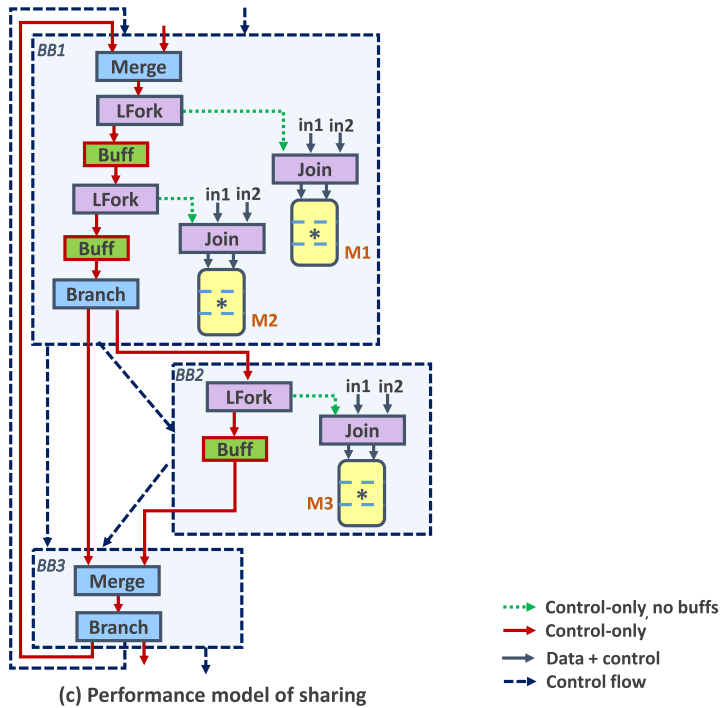 BB1
Merge
LFork
in1 in2
Buff
Join
LFork
in1 in2
*
Join
Buff
M1
Branch
*
M2
BB2
LFork
in1 in2
Join
Buff
*
M3
BB3
Merge
Branch
Control-only, no buffs
Control-only
Data + control
Control flow
(c) Performance model of sharing